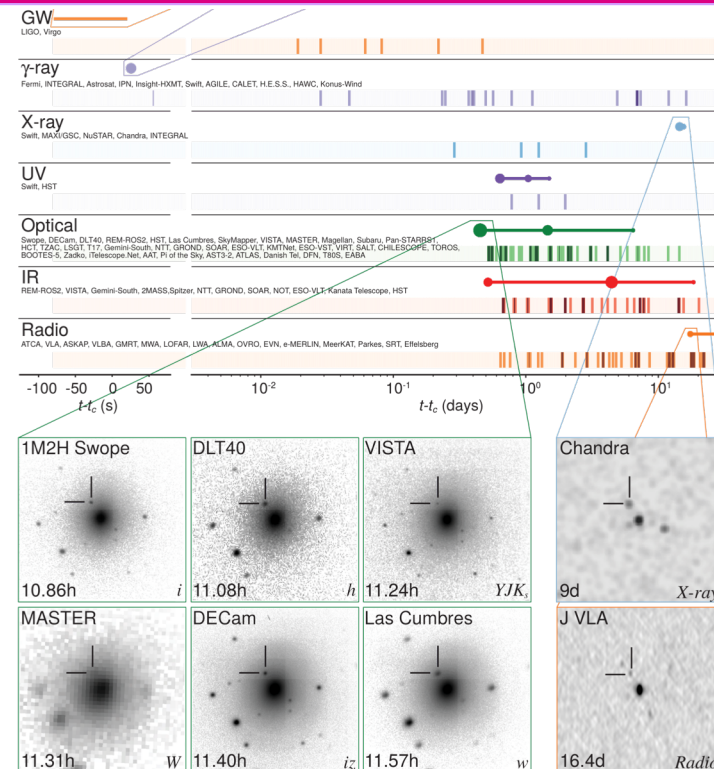 GW
LIGO, Virgo
γ-ray
Fermi, INTEGRAL, Astrosat, IPN, Insight-HXMT, Swift, AGILE, CALET, H.E.S.S., HAWC, Konus-Wind
X-ray
Swift, MAXI/GSC, NuSTAR, Chandra, INTEGRAL
UV
Swift, HST
Optical
Swope, DECam, DLT40, REM-ROS2, HST, Las Cumbres, SkyMapper, VISTA, MASTER, Magellan, Subaru, Pan-STARRS1,
HCT, TZAC, LSGT, T17, Gemini-South, NTT, GROND, SOAR, ESO-VLT, KMTNet, ESO-VST, VIRT, SALT, CHILESCOPE, TOROS,
BOOTES-5, Zadko, iTelescope.Net, AAT, Pi of the Sky, AST3-2, ATLAS, Danish Tel, DFN, T80S, EABA
IR
REM-ROS2, VISTA, Gemini-South, 2MASS,Spitzer, NTT, GROND, SOAR, NOT, ESO-VLT, Kanata Telescope, HST
Radio
ATCA, VLA, ASKAP, VLBA, GMRT, MWA, LOFAR, LWA, ALMA, OVRO, EVN, e-MERLIN, MeerKAT, Parkes, SRT, Effelsberg
-100 -50 0 50 10⁻² 10⁻¹ 10⁰ 10¹
t-t_c (s) t-t_c (days)
1M2H Swope DLT40 VISTA Chandra
10.86h i 11.08h h 11.24h YJKₛ 9d X-ray
MASTER DECam Las Cumbres J VLA
11.31h W 11.40h iz 11.57h w 16.4d Radio